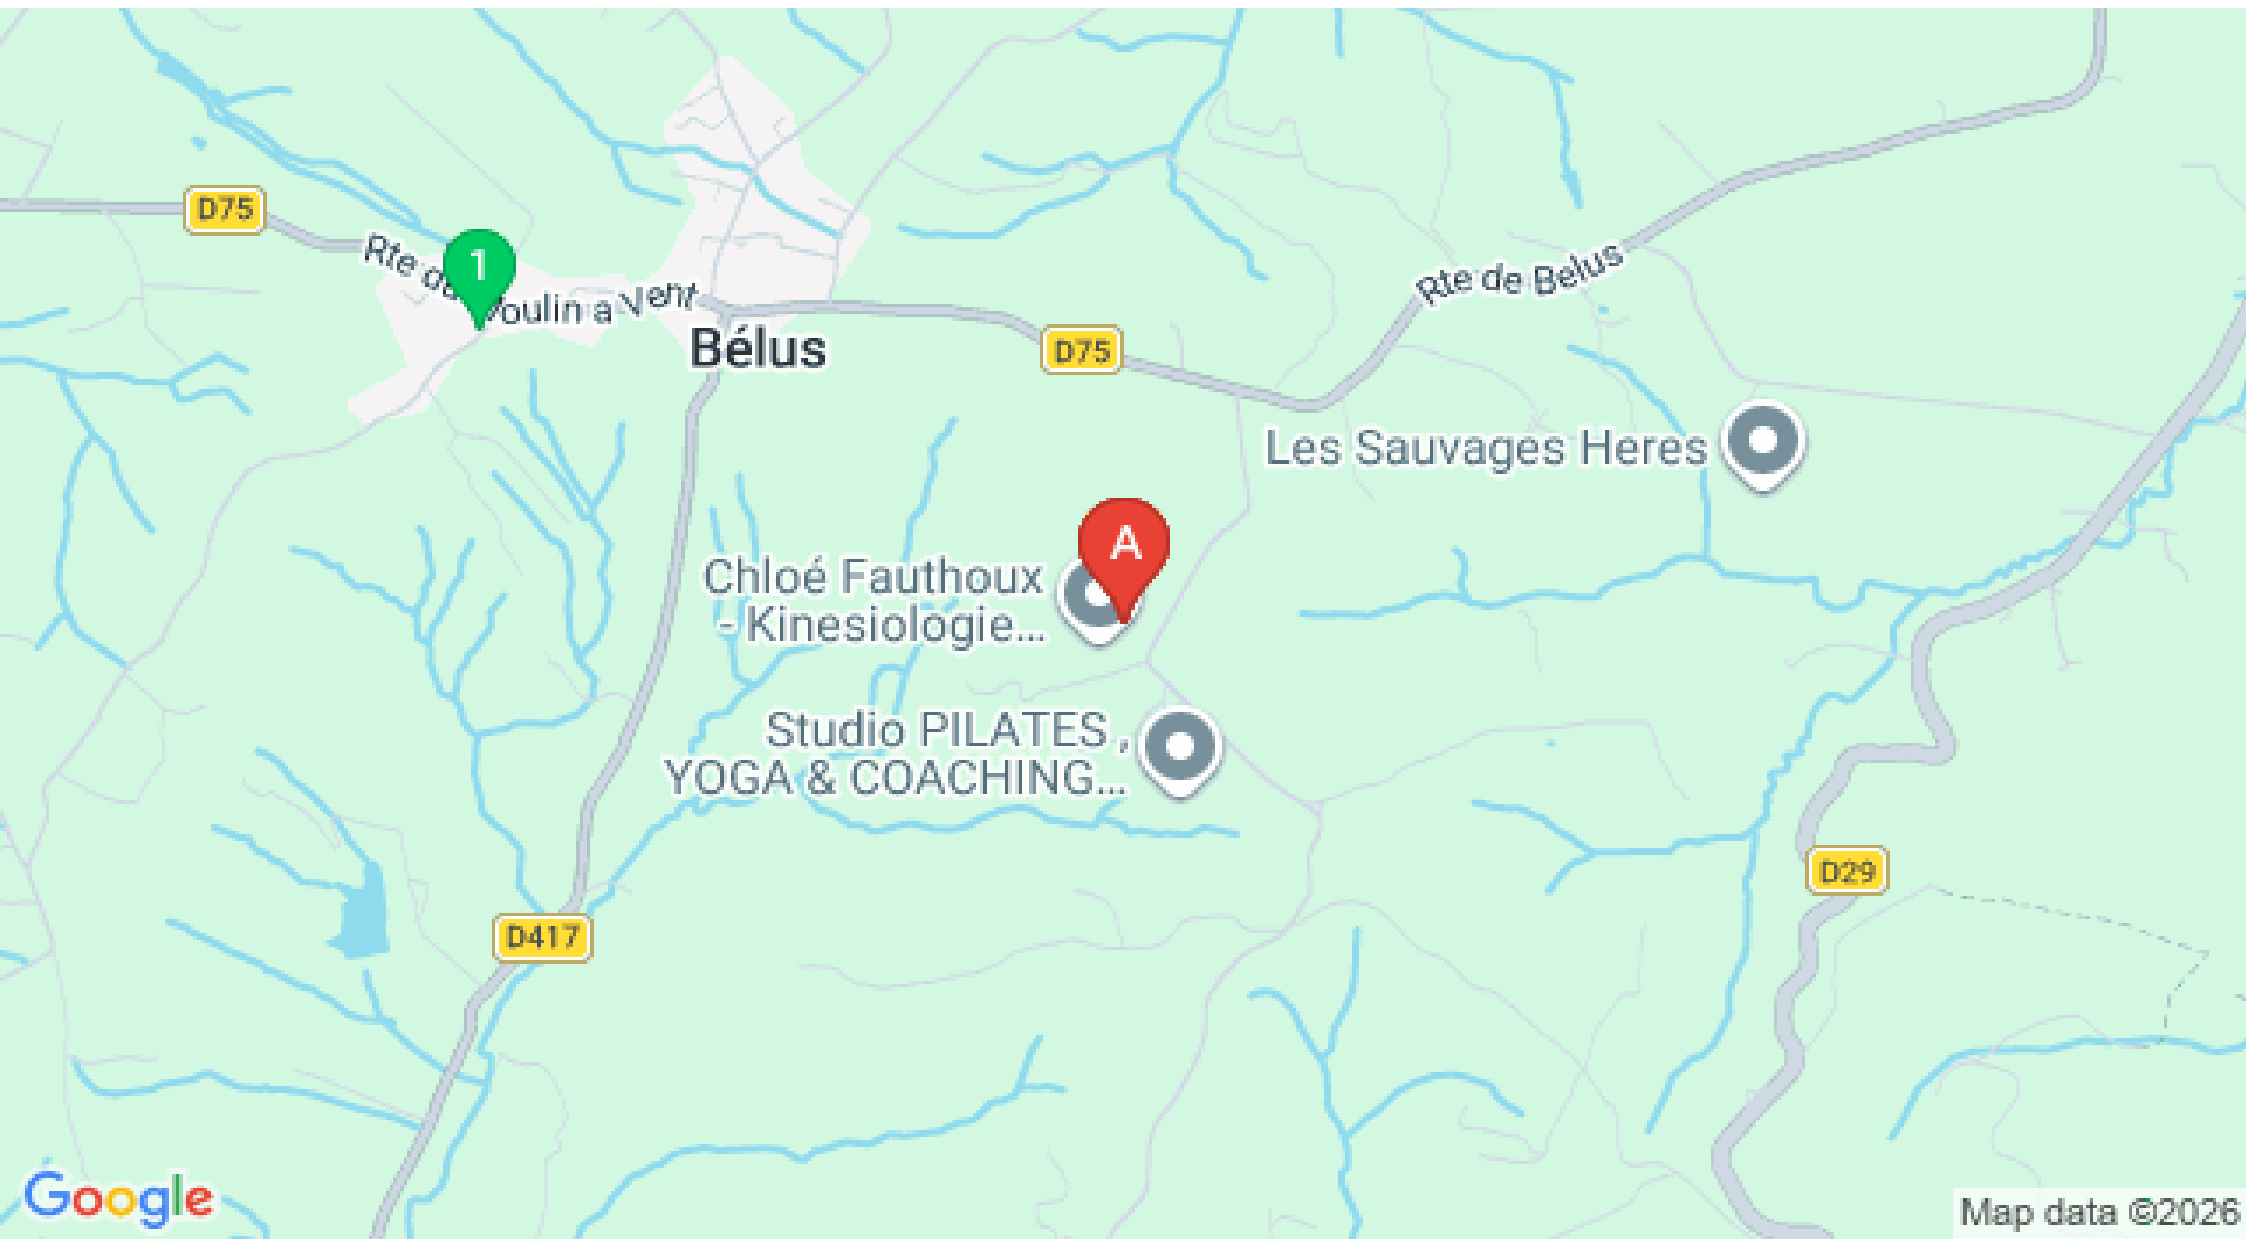 D75
1
Rte du Moulin a Vent
Bélus
D75
Rte de Belus
Les Sauvages Heres
A
Chloé Fauthoux
- Kinesiologie...
Studio PILATES ,
YOGA & COACHING...
D29
D417
Google
Map data ©2026